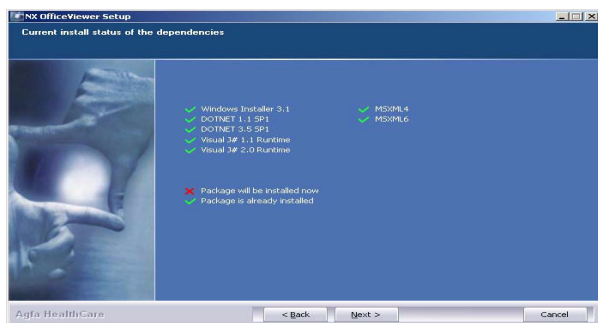 NX OfficeViewer Setup
Current install status of the dependencies
Windows Installer 3.1
DOTNET 1.1 SP1
DOTNET 3.5 SP1
Visual J# 1.1 Runtime
Visual J# 2.0 Runtime
MSXML4
MSXML6
Package will be installed now
Package is already installed
Agfa HealthCare
< Back
Next >
Cancel